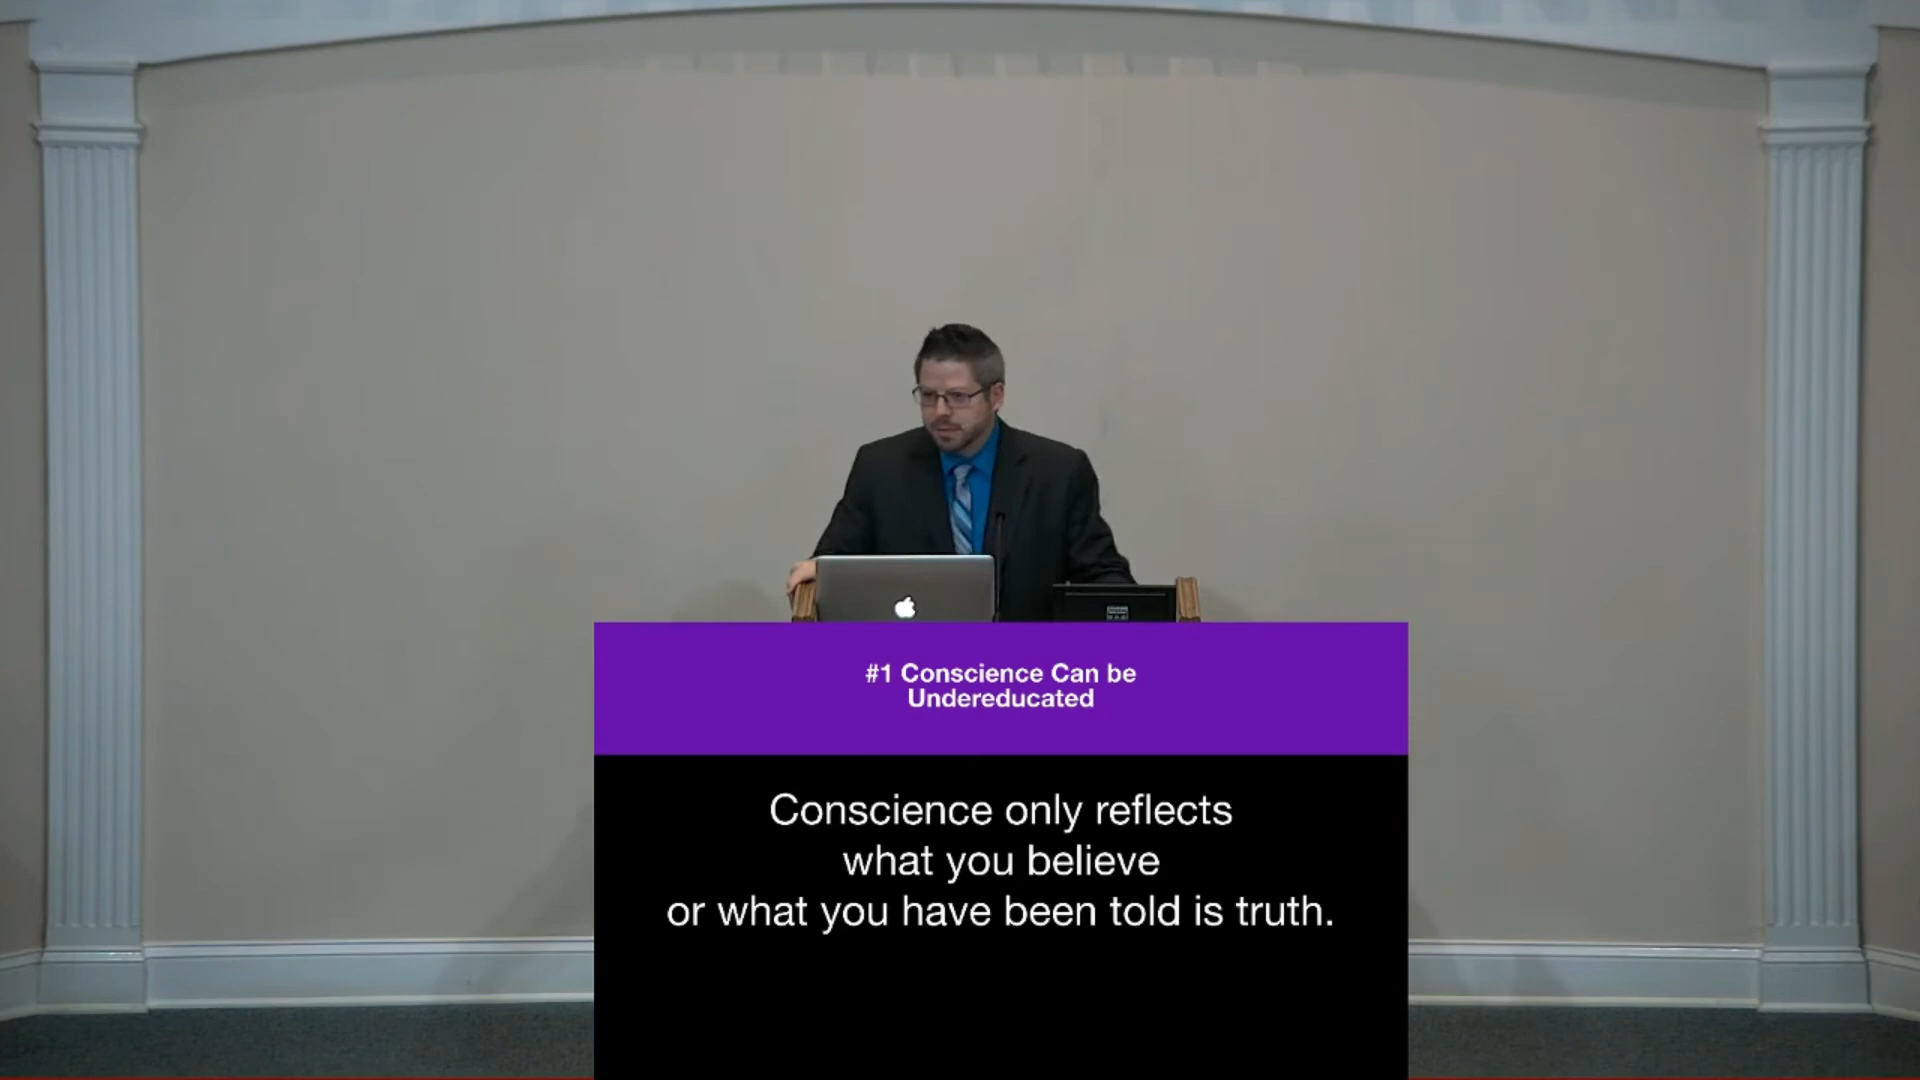 #1 Conscience Can be
Undereducated
Conscience only reflects
what you believe
or what you have been told is truth.